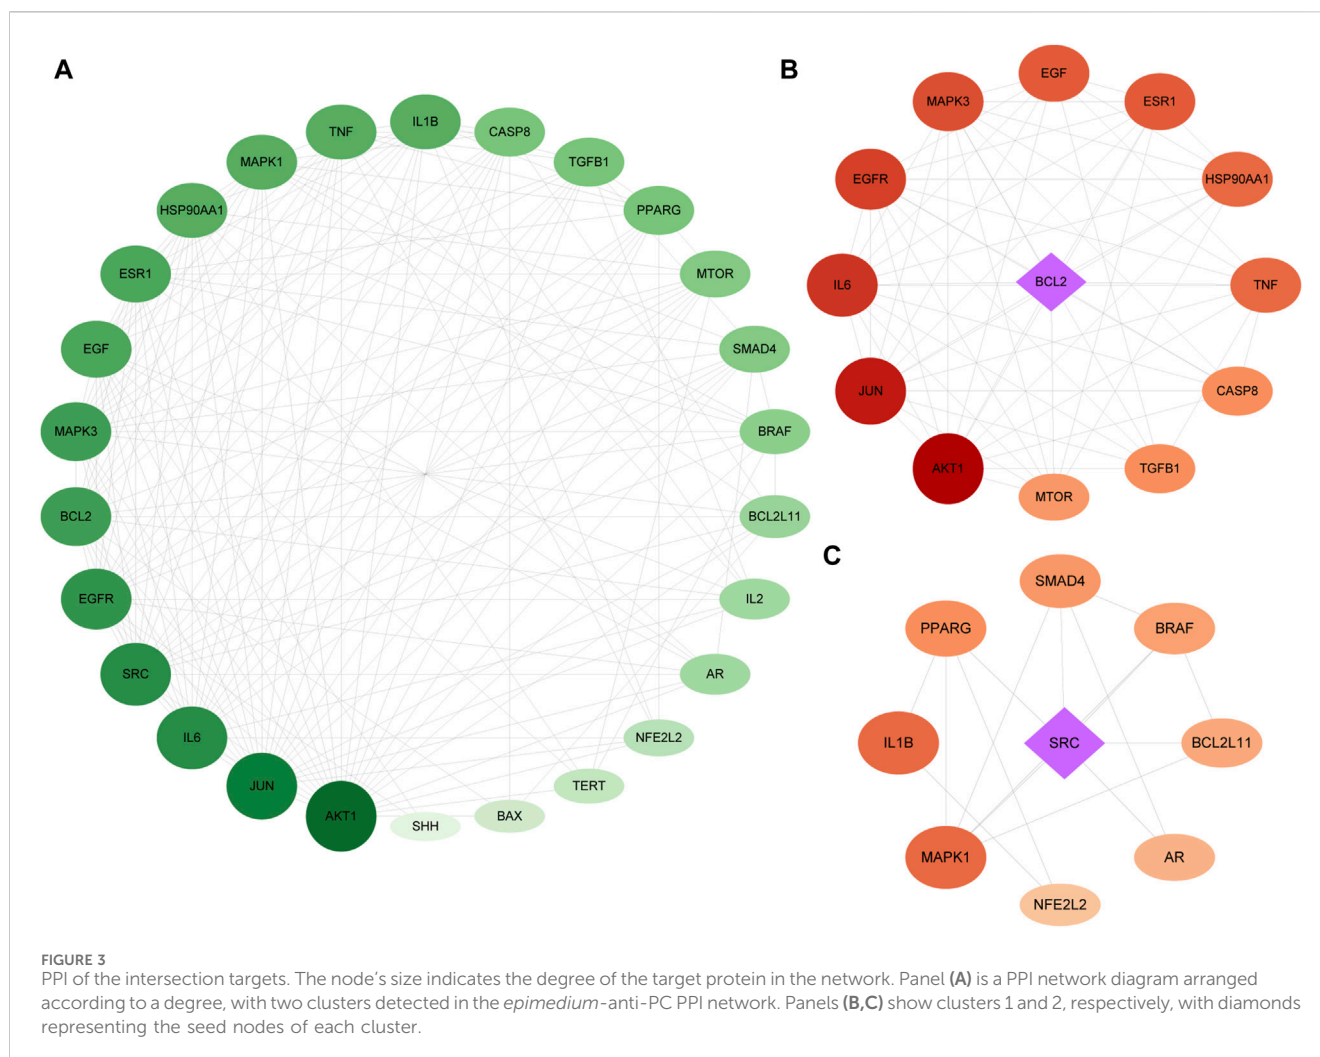 A
IL1B
TNF
CASP8
MAPK1
TGFB1
HSP90AA1
PPARG
ESR1
MTOR
EGF
SMAD4
MAPK3
BRAF
BCL2
BCL2L11
EGFR
IL2
SRC
AR
IL6
NFE2L2
JUN
TERT
AKT1
SHH
BAX
B
EGF
MAPK3
ESR1
EGFR
HSP90AA1
IL6
BCL2
TNF
JUN
CASP8
AKT1
TGFB1
MTOR
C
SMAD4
PPARG
BRAF
IL1B
SRC
BCL2L11
MAPK1
AR
NFE2L2
FIGURE 3
PPI of the intersection targets. The node's size indicates the degree of the target protein in the network. Panel (A) is a PPI network diagram arranged
according to a degree, with two clusters detected in the epimedium-anti-PC PPI network. Panels (B,C) show clusters 1 and 2, respectively, with diamonds
representing the seed nodes of each cluster.